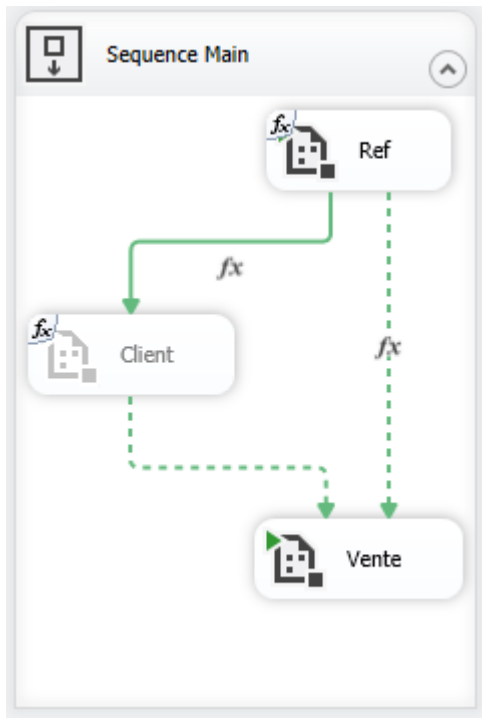 Sequence Main
fx
Ref
fx
fx
Client
fx
Vente